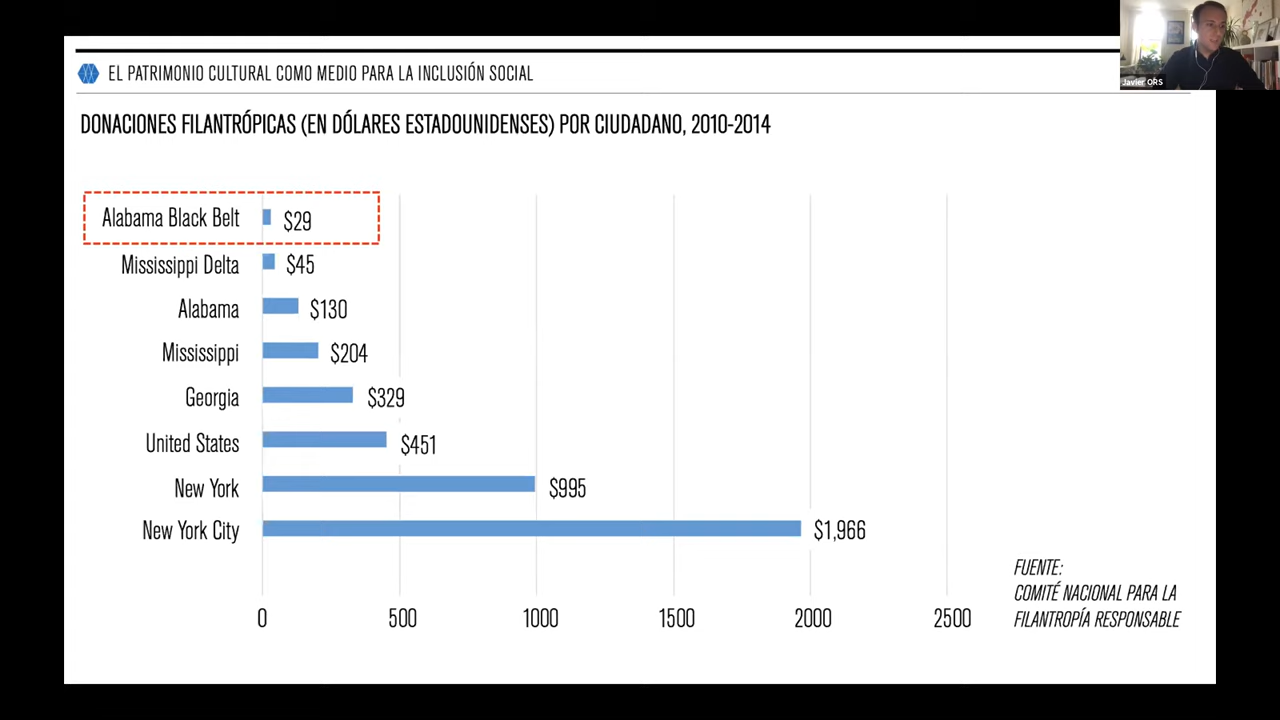 EL PATRIMONIO CULTURAL COMO MEDIO PARA LA INCLUSIÓN SOCIAL
Javier ORS
DONACIONES FILANTRÓPICAS (EN DÓLARES ESTADOUNIDENSES) POR CIUDADANO, 2010-2014
Alabama Black Belt $29
Mississippi Delta $45
Alabama $130
Mississippi $204
Georgia $329
United States $451
New York $995
New York City $1,966
0 500 1000 1500 2000 2500
FUENTE:
COMITÉ NACIONAL PARA LA
FILANTROPÍA RESPONSABLE